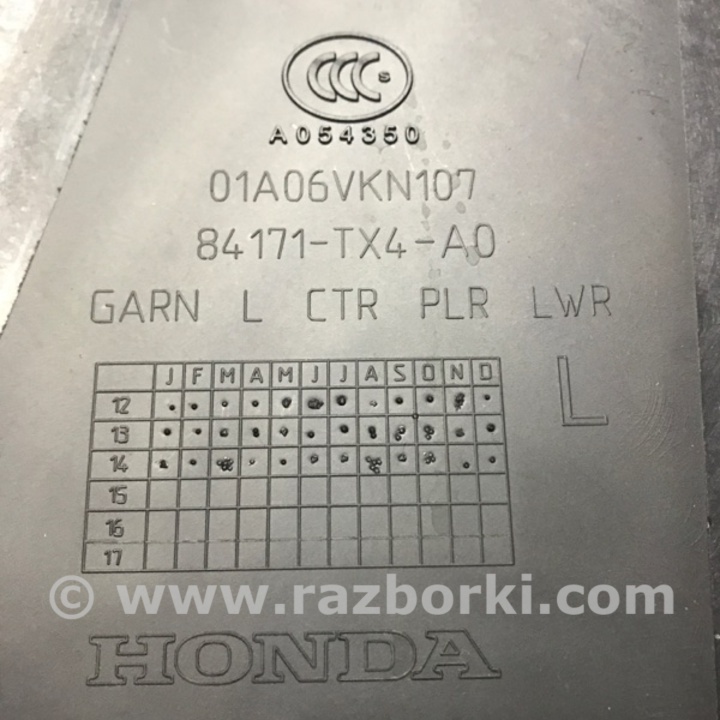 CCC S
A054350
01A06VKN107
84171-TX4-A0
GARN L CTR PLR LWR
J F M A M J J A S O N D
12
13
14
15
16
17
L
© www.razborki.com
HONDA